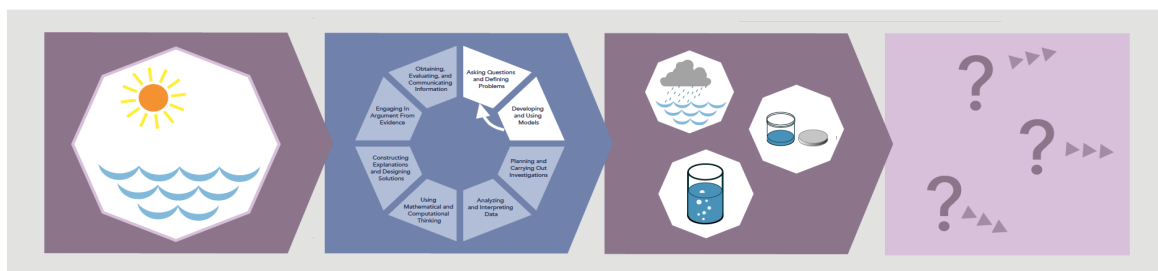 Obtaining,
Evaluating, and
Communicating
Information
Asking Questions
and Defining
Problems
Engaging In
Argument From
Evidence
Developing
and Using
Models
Constructing
Explanations
and Designing
Solutions
Planning and
Carrying Out
Investigations
Using
Mathematical and
Computational
Thinking
Analyzing
and Interpreting
Data
?
?
?